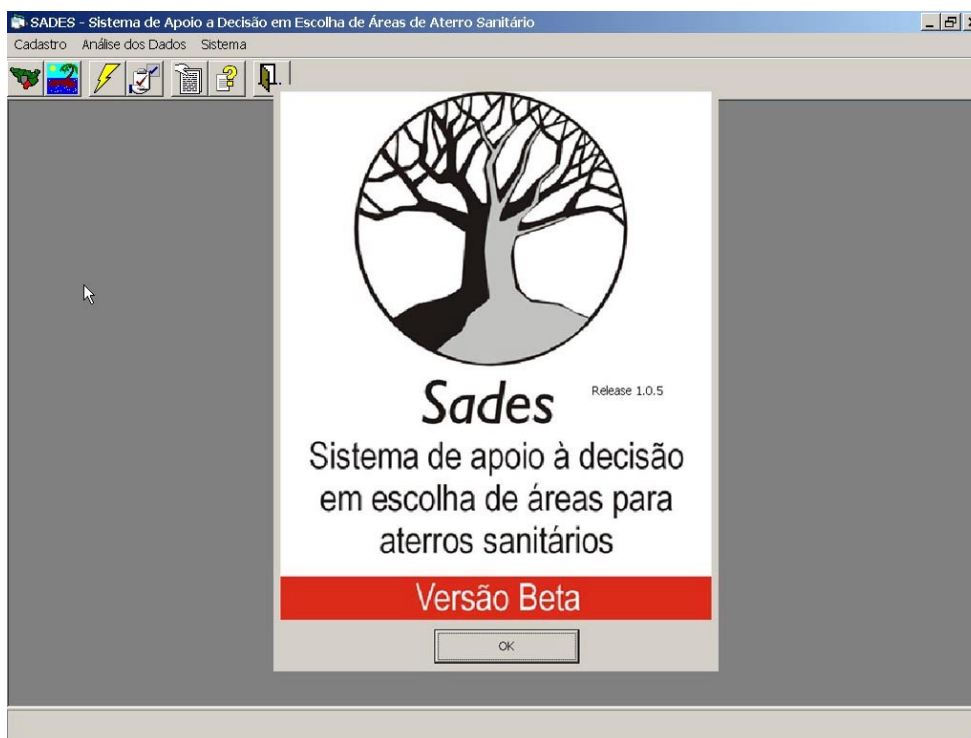 SADES - Sistema de Apoio a Decisão em Escolha de Áreas de Aterro Sanitário
Cadastro Análise dos Dados Sistema
Sades Release 1.0.5
Sistema de apoio à decisão
em escolha de áreas para
aterros sanitários
Versão Beta
OK